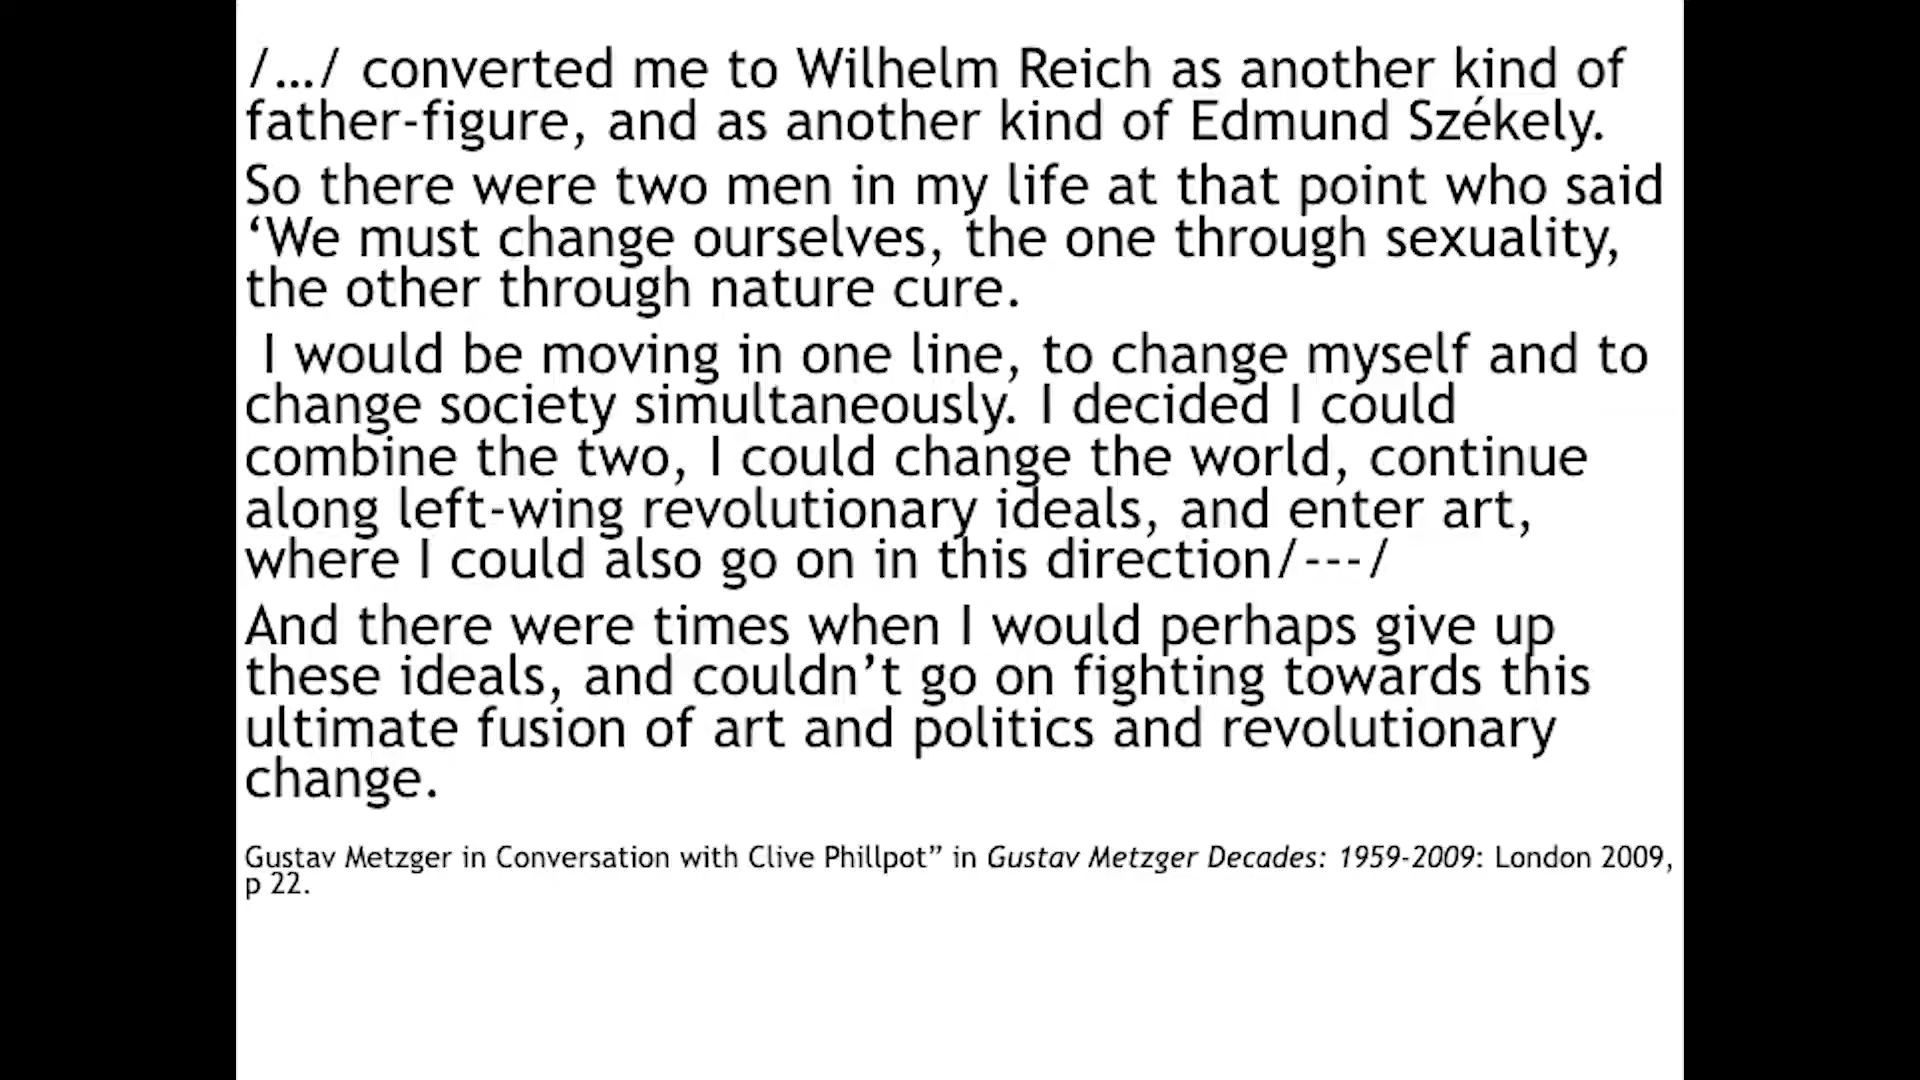 /…/ converted me to Wilhelm Reich as another kind of
father-figure, and as another kind of Edmund Székely.
So there were two men in my life at that point who said
‘We must change ourselves, the one through sexuality,
the other through nature cure.
I would be moving in one line, to change myself and to
change society simultaneously. I decided I could
combine the two, I could change the world, continue
along left-wing revolutionary ideals, and enter art,
where I could also go on in this direction/---/
And there were times when I would perhaps give up
these ideals, and couldn’t go on fighting towards this
ultimate fusion of art and politics and revolutionary
change.
Gustav Metzger in Conversation with Clive Phillpot” in Gustav Metzger Decades: 1959-2009: London 2009,
p 22.